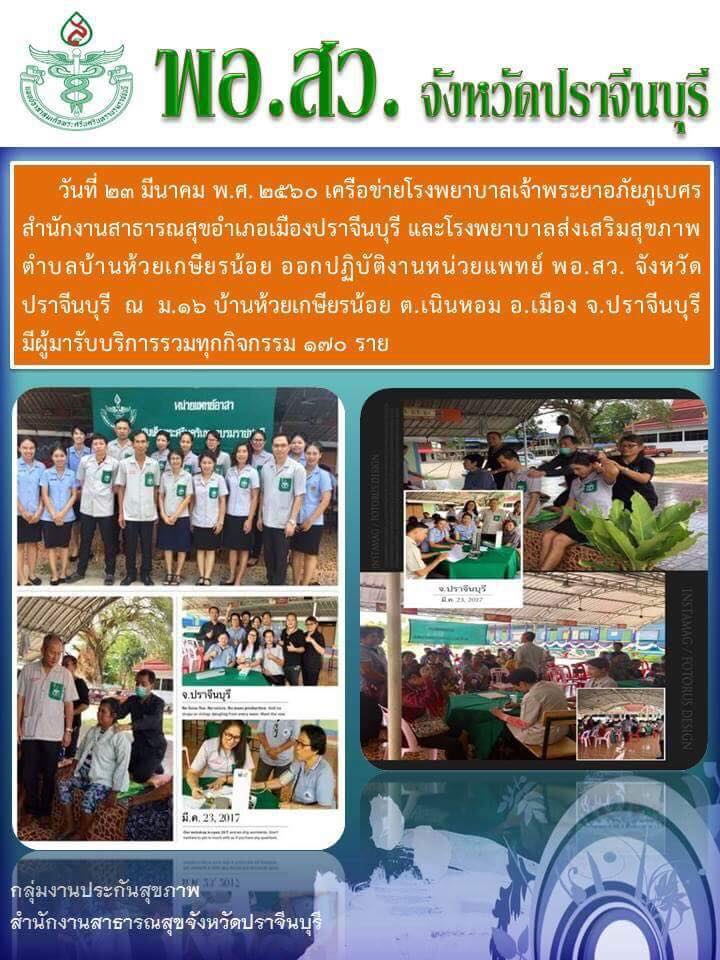 พอ.สว. จังหวัดปราจีนบุรี
วันที่ ๒๓ มีนาคม พ.ศ. ๒๕๖๐ เครือข่ายโรงพยาบาลเจ้าพระยาอภัยภูเบศร
สำนักงานสาธารณสุขอำเภอเมืองปราจีนบุรี และโรงพยาบาลส่งเสริมสุขภาพ
ตำบลบ้านห้วยเกษียรน้อย ออกปฏิบัติงานหน่วยแพทย์ พอ.สว. จังหวัด
ปราจีนบุรี ณ ม.๑๖ บ้านห้วยเกษียรน้อย ต.เนินหอม อ.เมือง จ.ปราจีนบุรี
มีผู้มารับบริการรวมทุกกิจกรรม ๑๗๐ ราย
หน่วยแพทย์อาสา
INSTAMAG / FOTORUS DESIGN
จ.ปราจีนบุรี
มี.ค. 23, 2017
INSTAMAG / FOTORUS DESIGN
จ.ปราจีนบุรี
มี.ค. 23, 2017
กลุ่มงานประกันสุขภาพ
สำนักงานสาธารณสุขจังหวัดปราจีนบุรี